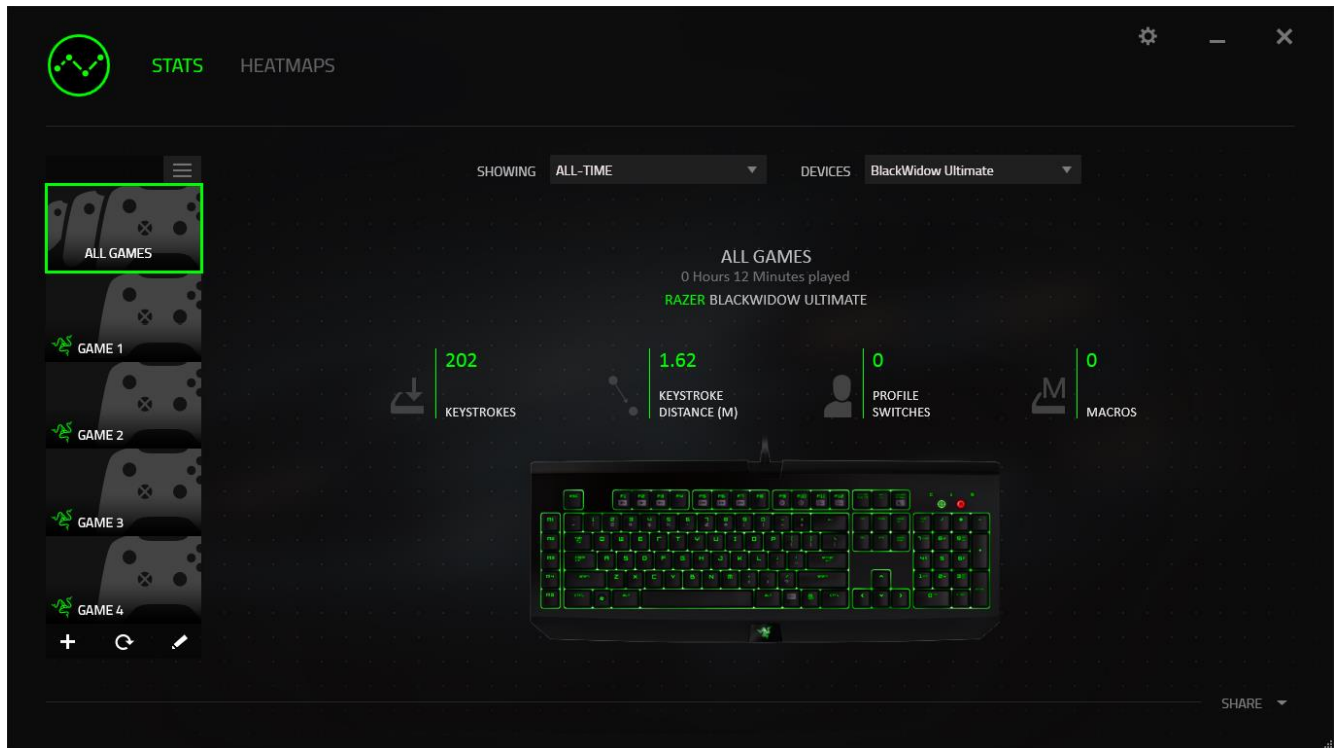 STATS HEATMAPS
SHOWING ALL-TIME DEVICES BlackWidow Ultimate
ALL GAMES
GAME 1
GAME 2
GAME 3
GAME 4
ALL GAMES
0 Hours 12 Minutes played
RAZER BLACKWIDOW ULTIMATE
202
KEYSTROKES
1.62
KEYSTROKE
DISTANCE (M)
0
PROFILE
SWITCHES
M
0
MACROS
SHARE